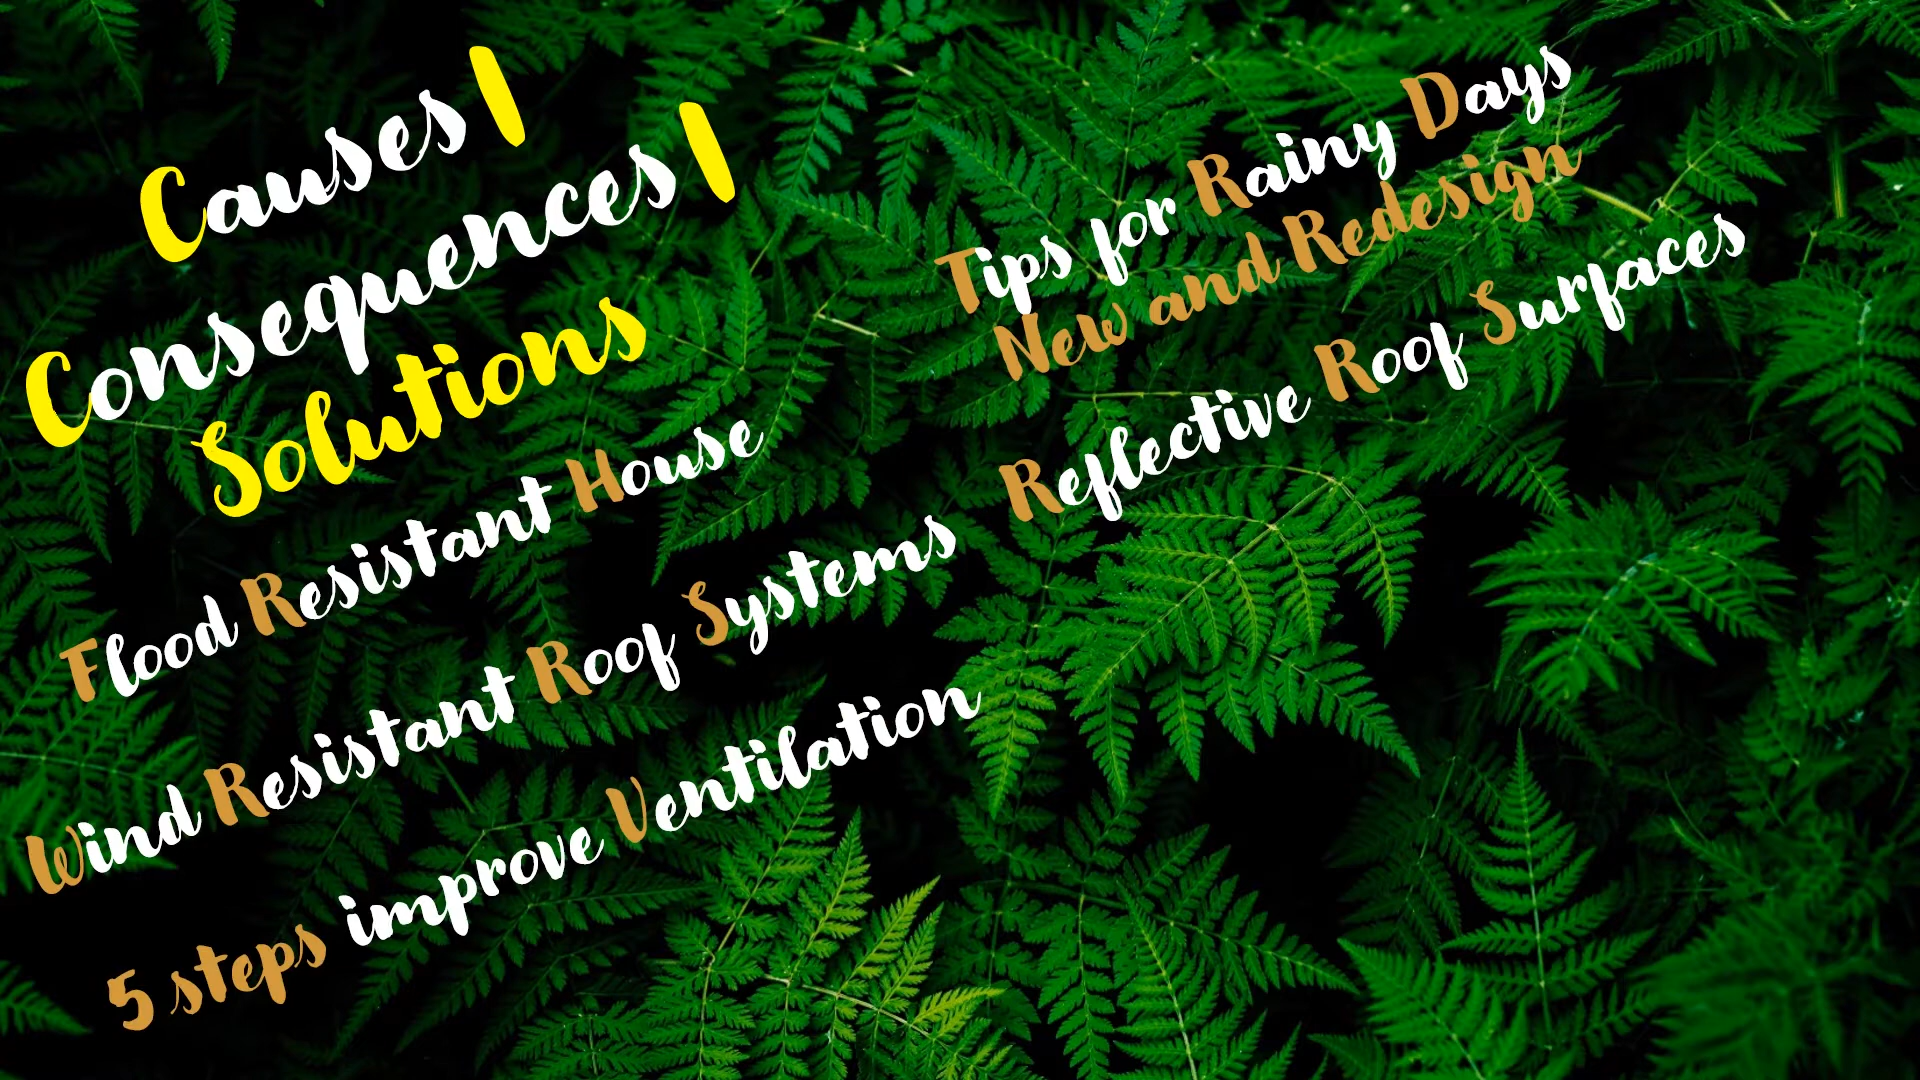 Causes |
Consequences |
Solutions
Flood Resistant House
Wind Resistant Roof Systems
5 steps improve Ventilation
Tips for Rainy Days
New and Redesign
Reflective Roof Surfaces